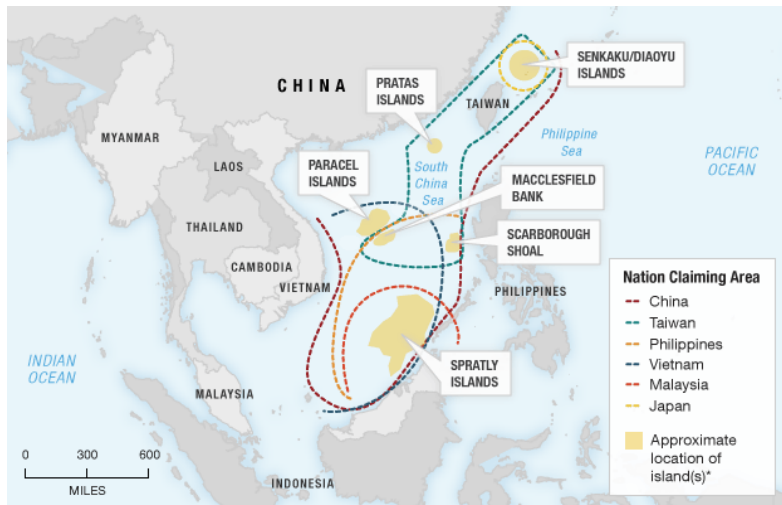 SENKAKU/DIAOYU
ISLANDS
CHINA
PRATAS
ISLANDS
TAIWAN
MYANMAR
Philippine
Sea
LAOS
PARACEL
ISLANDS
South
China
Sea
MACCLESFIELD
BANK
PACIFIC
OCEAN
THAILAND
SCARBOROUGH
SHOAL
CAMBODIA
VIETNAM
PHILIPPINES
Nation Claiming Area
China
Taiwan
Philippines
Vietnam
Malaysia
Japan
Approximate
location of
island(s)*
INDIAN
OCEAN
SPRATLY
ISLANDS
MALAYSIA
0 300 600
MILES
INDONESIA